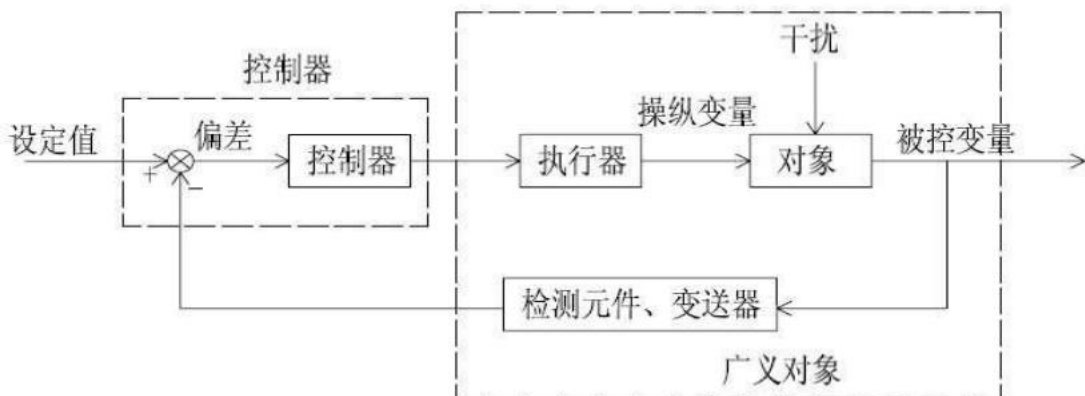 干扰
控制器
操纵变量
设定值
偏差
被控变量
+
−
控制器
执行器
对象
检测元件、变送器
广义对象